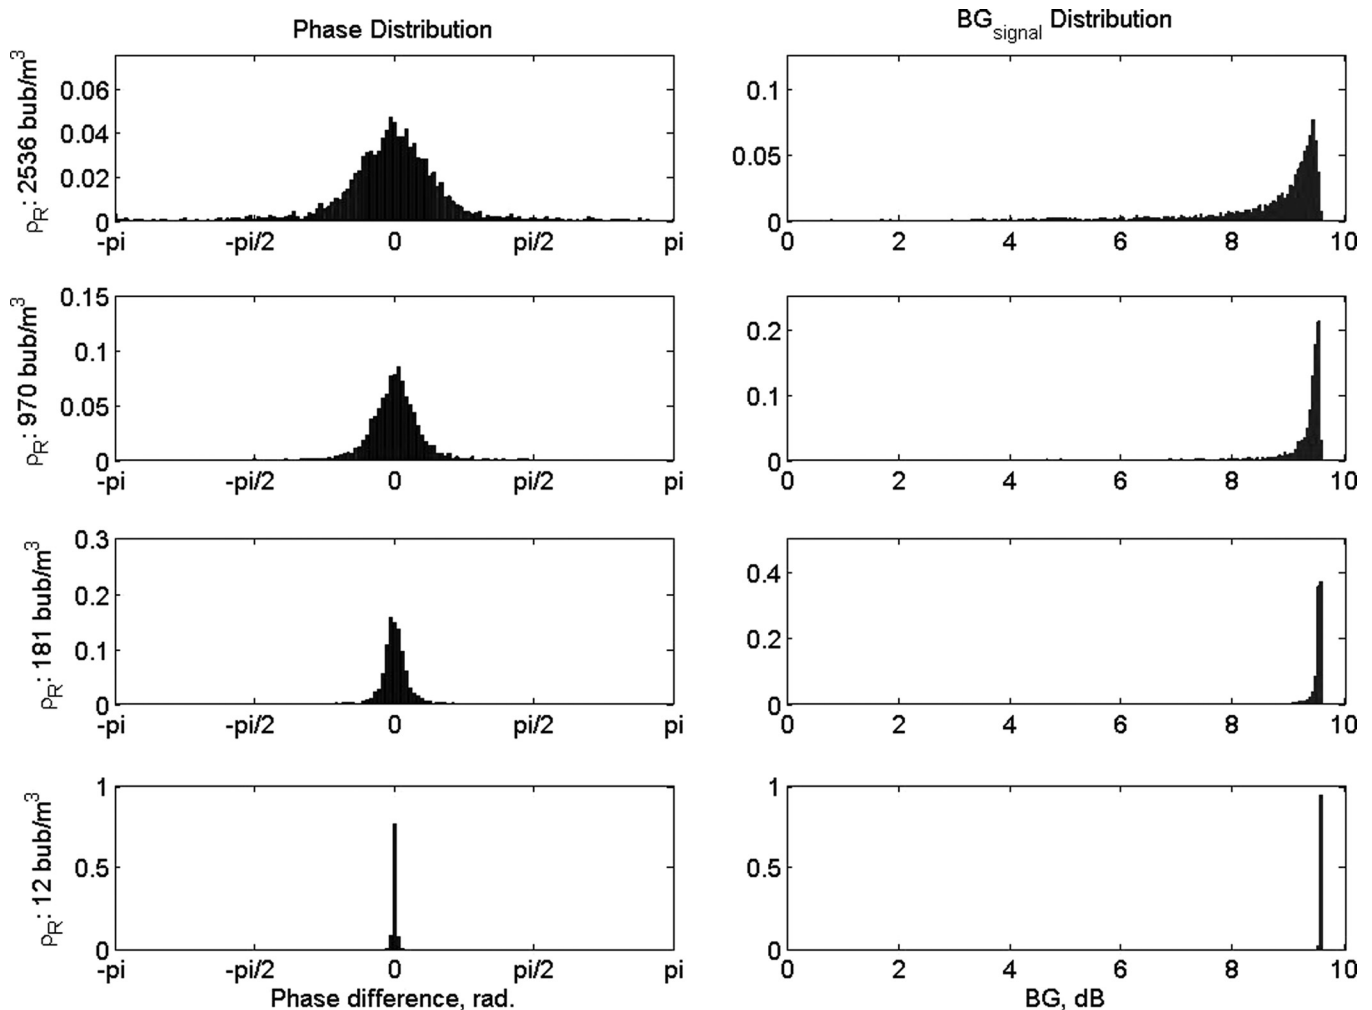 Phase Distribution
BGsignal Distribution
ρR: 2536 bub/m3
0.06
0.04
0.02
0
-pi -pi/2 0 pi/2 pi
0.1
0.05
0
0 2 4 6 8 10
ρR: 970 bub/m3
0.15
0.1
0.05
0
-pi -pi/2 0 pi/2 pi
0.2
0.1
0
0 2 4 6 8 10
ρR: 181 bub/m3
0.3
0.2
0.1
0
-pi -pi/2 0 pi/2 pi
0.4
0.2
0
0 2 4 6 8 10
ρR: 12 bub/m3
1
0.5
0
-pi -pi/2 0 pi/2 pi
Phase difference, rad.
1
0.5
0
0 2 4 6 8 10
BG, dB